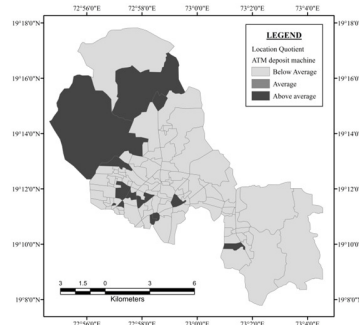 72°56'0"E 72°58'0"E 73°0'0"E 73°2'0"E 73°4'0"E
19°18'0"N 19°18'0"N
LEGEND
Location Quotient
ATM deposit machine
Below Average
Average
Above average
19°16'0"N 19°16'0"N
19°14'0"N 19°14'0"N
19°12'0"N 19°12'0"N
19°10'0"N 19°10'0"N
19°8'0"N 19°8'0"N
3 1.5 0 3 6
Kilometers
72°56'0"E 72°58'0"E 73°0'0"E 73°2'0"E 73°4'0"E